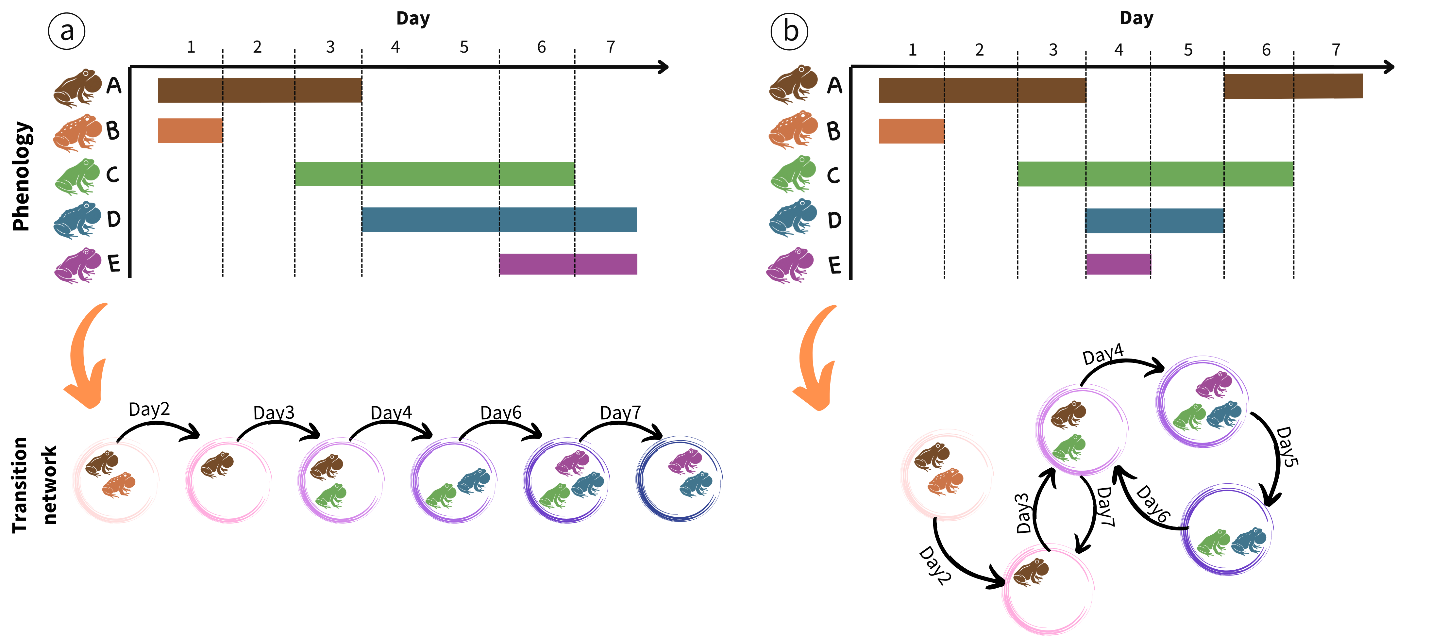 a
Day
1 2 3 4 5 6 7
Phenology
A
B
C
D
E
Transition
network
Day2
Day3
Day4
Day6
Day7
b
Day
1 2 3 4 5 6 7
A
B
C
D
E
Day4
Day5
Day6
Day7
Day3
Day2